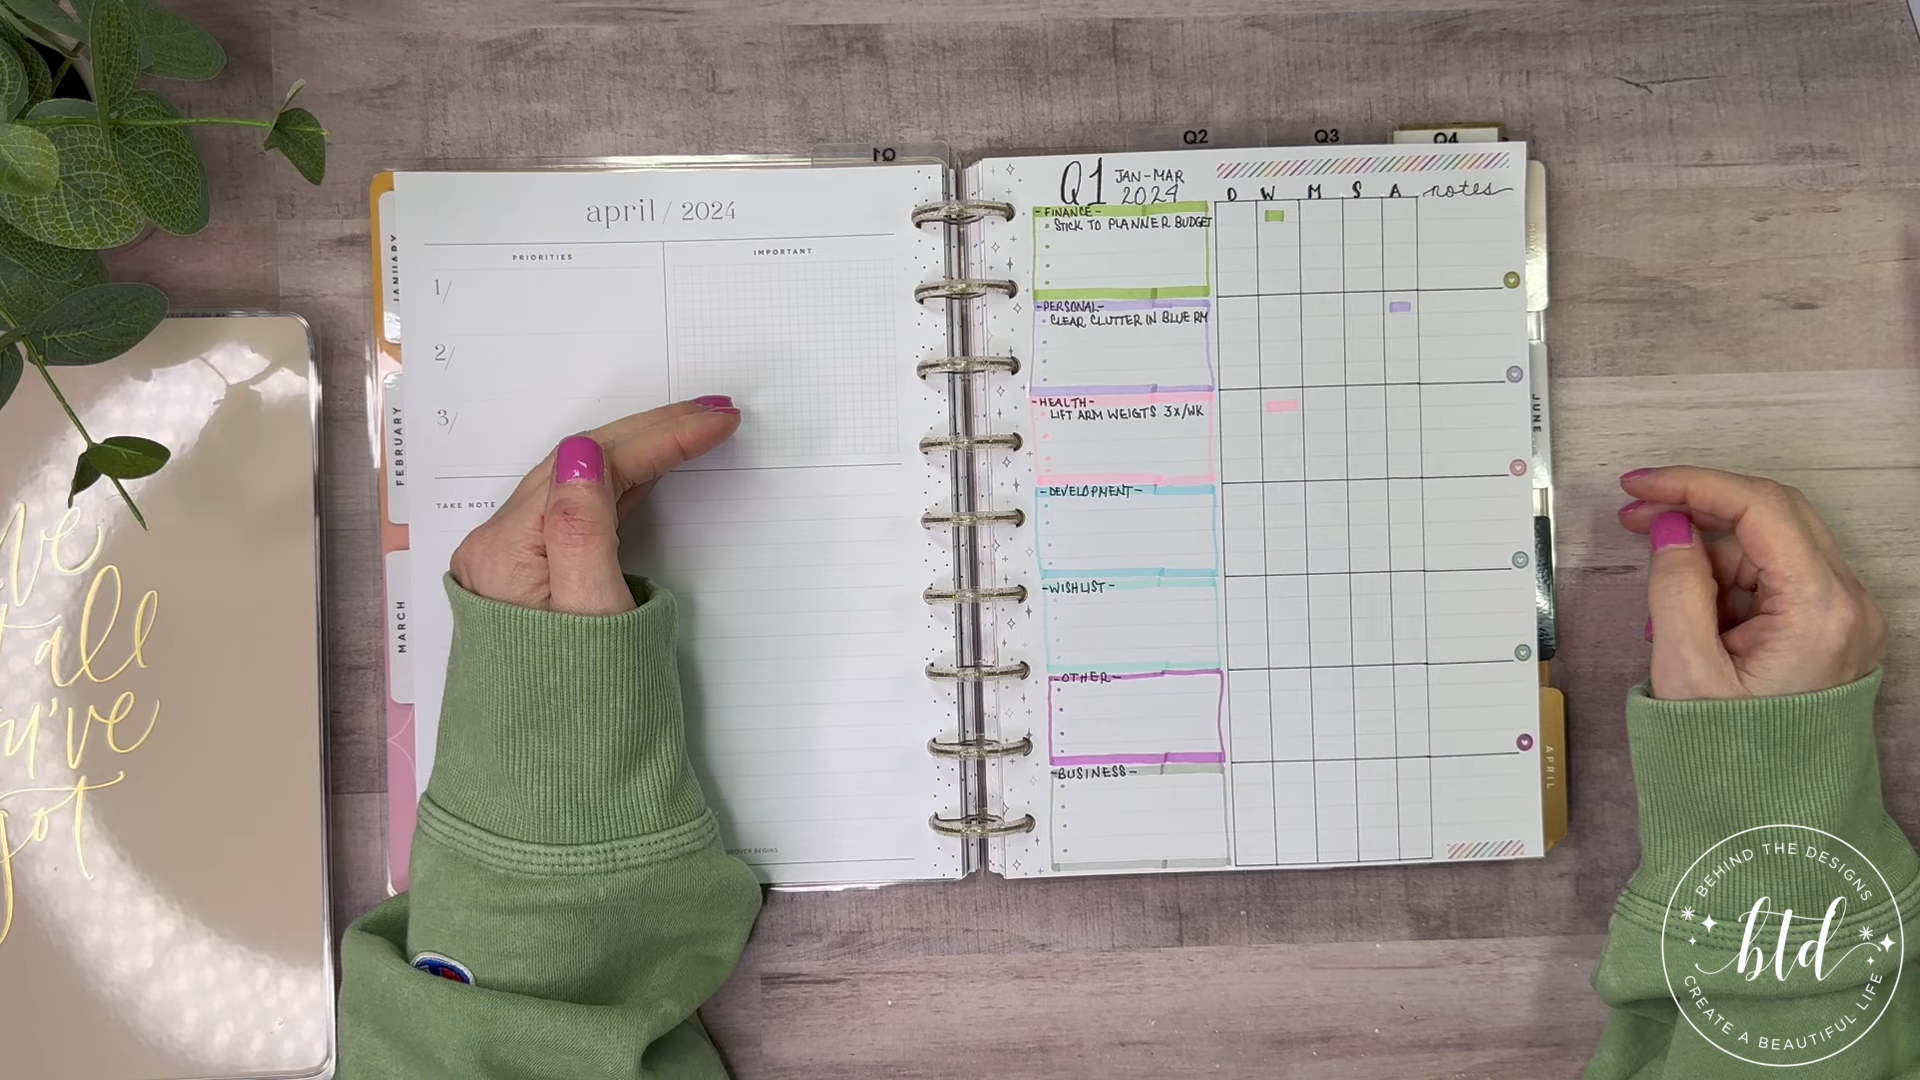 Q1
Q2
Q3
Q4
JANUARY
FEBRUARY
MARCH
april / 2024
PRIORITIES
IMPORTANT
1/
2/
3/
TAKE NOTE
Q1 JAN-MAR
2024
D W M S A notes
-FINANCE-
STICK TO PLANNER BUDGET
-PERSONAL-
CLEAR CLUTTER IN BLUE RM
-HEALTH-
LIFT ARM WEIGTS 3X/WK
-DEVELOPMENT-
-WISHLIST-
-OTHER-
-BUSINESS-
JUNE
APRIL
all
got
BEHIND THE DESIGNS
btd
CREATE A BEAUTIFUL LIFE